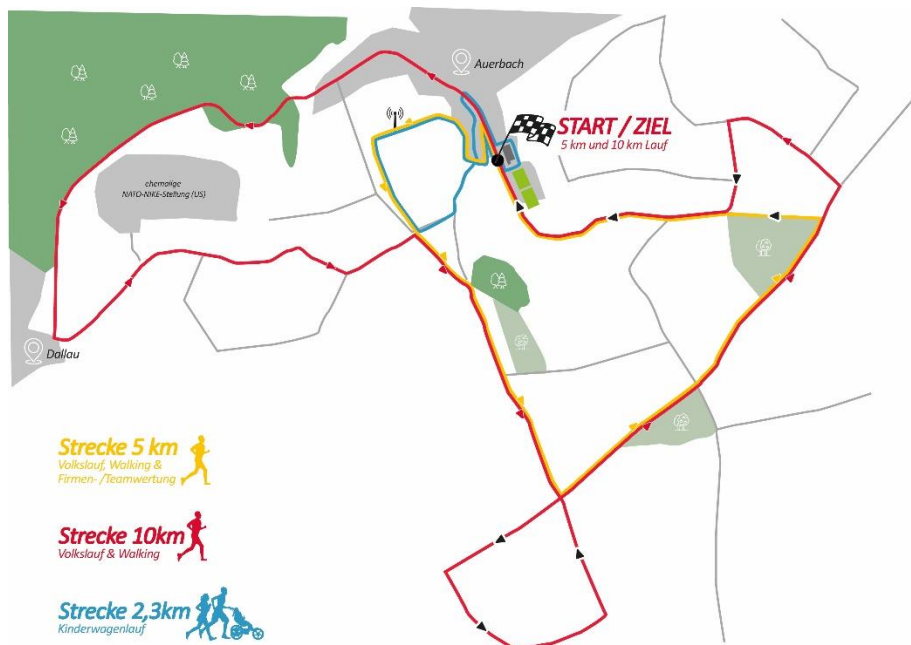 Auerbach
START / ZIEL
5 km und 10 km Lauf
ehemalige
NATO-NIKE-Stellung (US)
Dallau
Strecke 5 km
Volkslauf, Walking &
Firmen- /Teamwertung
Strecke 10km
Volkslauf & Walking
Strecke 2,3km
Kinderwagenlauf